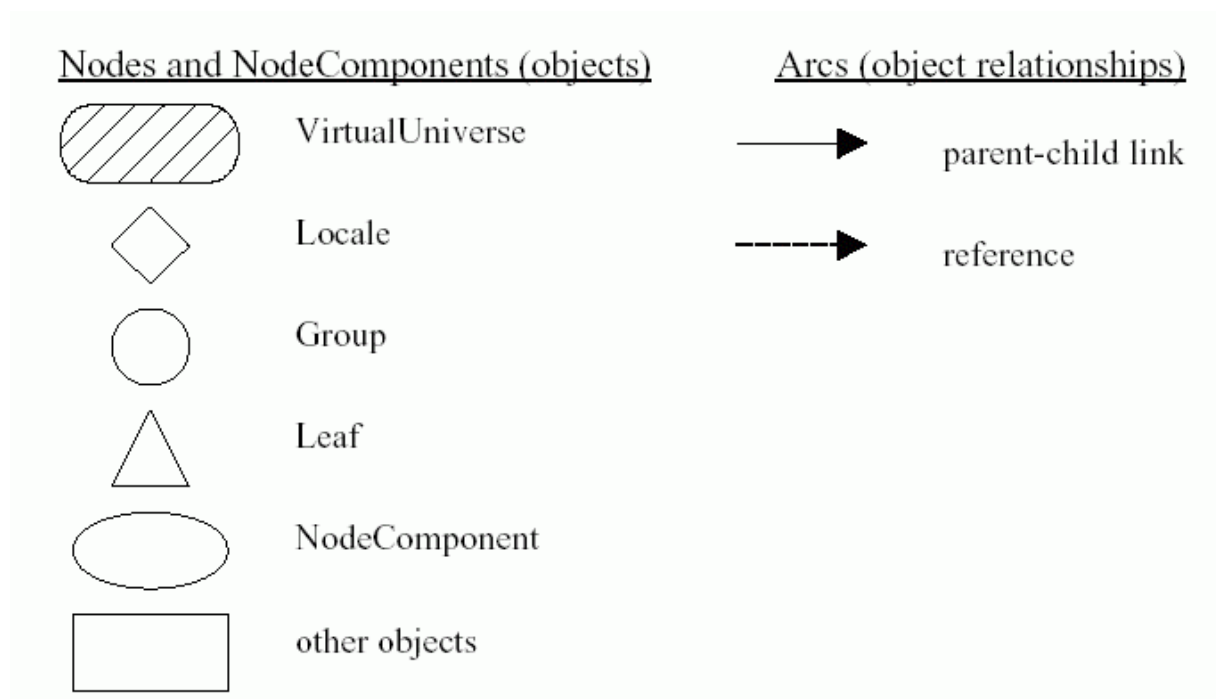 Nodes and NodeComponents (objects)
Arcs (object relationships)
VirtualUniverse
parent-child link
Locale
reference
Group
Leaf
NodeComponent
other objects